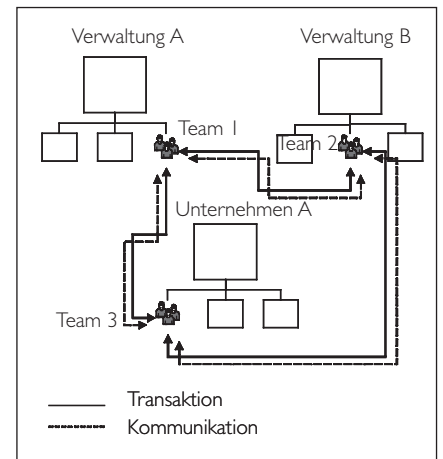 Verwaltung A
Verwaltung B
Team 1
Team 2
Unternehmen A
Team 3
Transaktion
Kommunikation